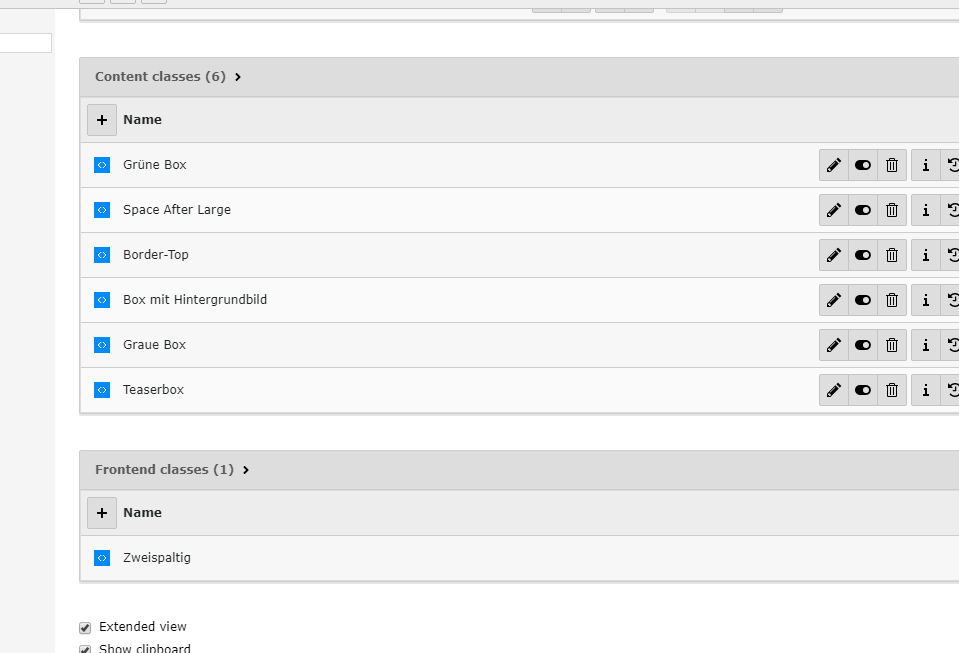 Content classes (6)
Name
Grüne Box
Space After Large
Border-Top
Box mit Hintergrundbild
Graue Box
Teaserbox
Frontend classes (1)
Name
Zweispaltig
Extended view
Show clipboard